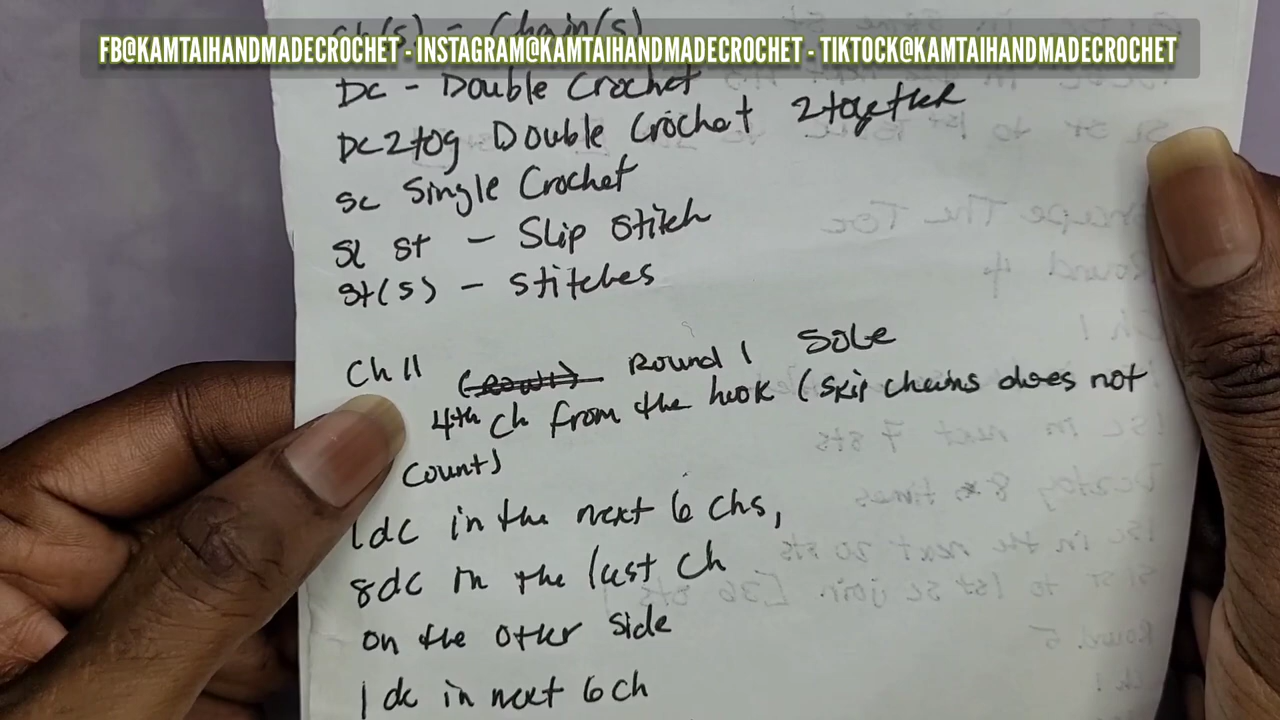 Ch(s) - Chain(s)
FB@KAMTAIHANDMADECROCHET - INSTAGRAM@KAMTAIHANDMADECROCHET - TIKTOCK@KAMTAIHANDMADECROCHET
DC - Double Crochet
DC2tog Double Crochet 2together
Sc Single Crochet
Sl St - Slip Stitch
St(s) - Stitches
Ch 11 Round 1 Sole
4th Ch from the hook (skip chains does not
Count)
1dc in the next 6 Chs,
8dc in the last Ch
on the other side
1 dc in next 6 ch